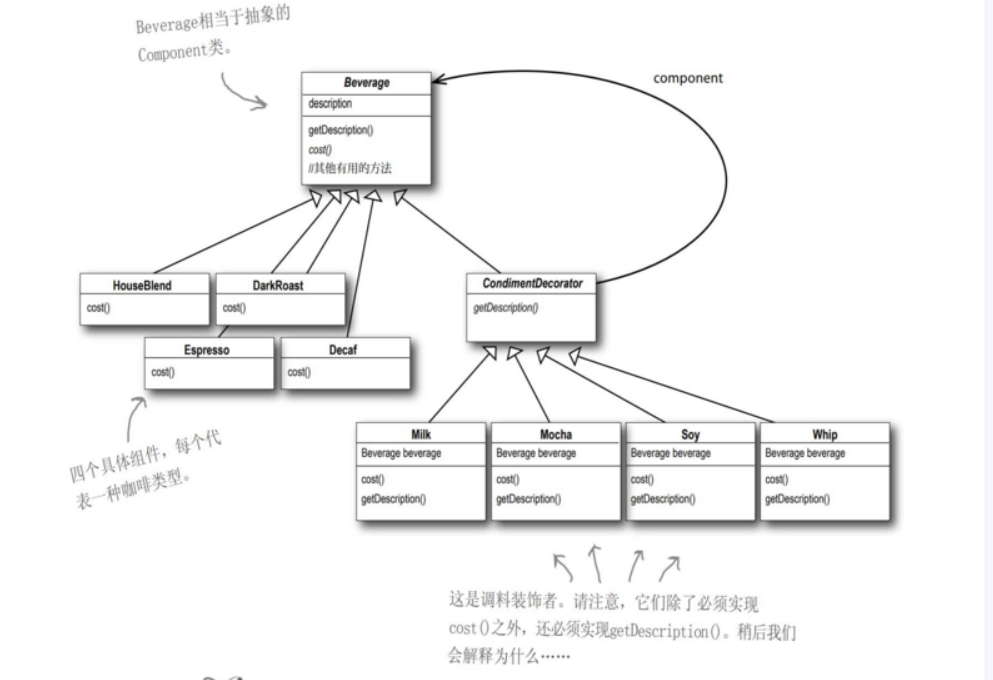 Beverage相当于抽象的
Component类。
component
Beverage
description
getDescription()
cost()
//其他有用的方法
HouseBlend
cost()
DarkRoast
cost()
CondimentDecorator
getDescription()
Espresso
cost()
Decaf
cost()
四个具体组件，每个代
表一种咖啡类型。
Milk
Beverage beverage
cost()
getDescription()
Mocha
Beverage beverage
cost()
getDescription()
Soy
Beverage beverage
cost()
getDescription()
Whip
Beverage beverage
cost()
getDescription()
这是调料装饰者。请注意，它们除了必须实现
cost()之外，还必须实现getDescription()。稍后我们
会解释为什么……